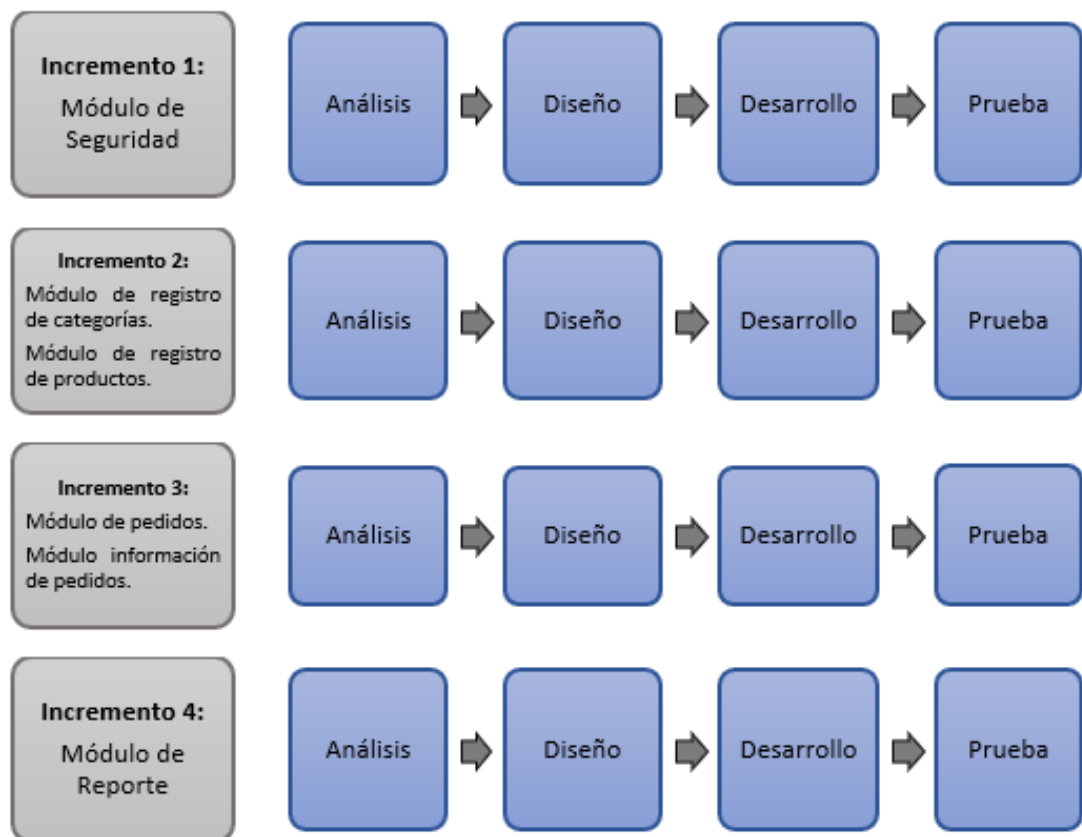 Incremento 1:
Módulo de
Seguridad
Análisis
Diseño
Desarrollo
Prueba
Incremento 2:
Módulo de registro
de categorías.
Módulo de registro
de productos.
Análisis
Diseño
Desarrollo
Prueba
Incremento 3:
Módulo de pedidos.
Módulo información
de pedidos.
Análisis
Diseño
Desarrollo
Prueba
Incremento 4:
Módulo de
Reporte
Análisis
Diseño
Desarrollo
Prueba